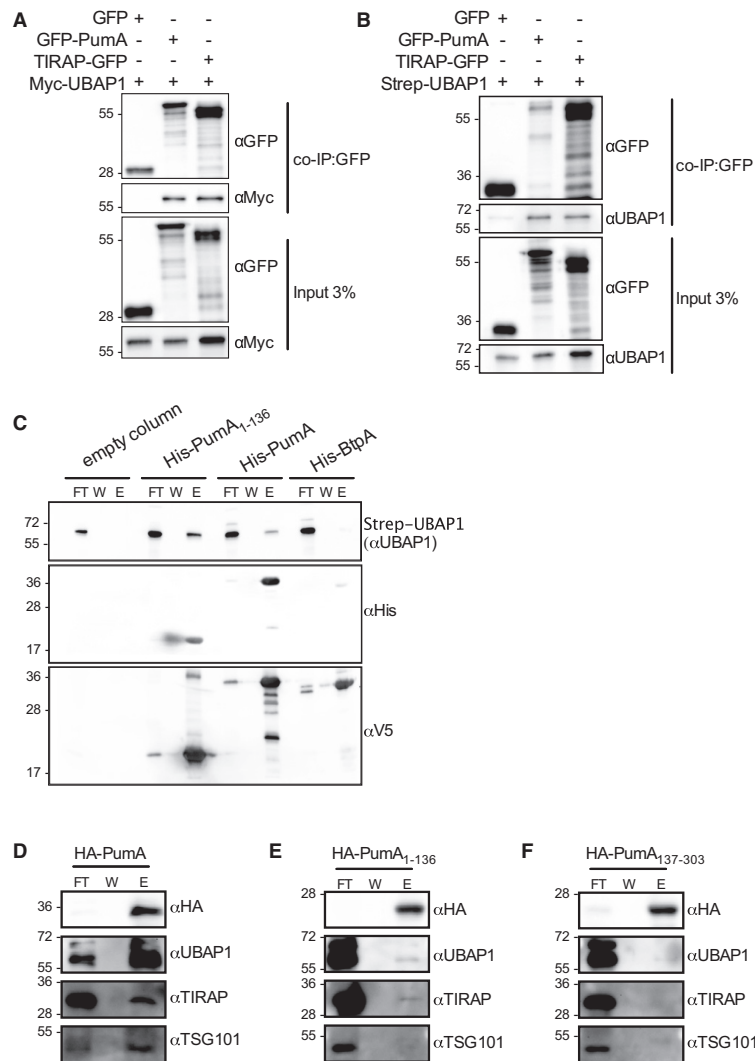 A
GFP + - -
GFP-PumA - + -
TIRAP-GFP - - +
Myc-UBAP1 + + +
55
28
αGFP
55
αMyc
co-IP:GFP
55
28
αGFP
55
αMyc
Input 3%
B
GFP + - -
GFP-PumA - + -
TIRAP-GFP - - +
Strep-UBAP1 + + +
55
36
αGFP
72
55
αUBAP1
co-IP:GFP
55
36
αGFP
72
55
αUBAP1
Input 3%
C
empty column His-PumA1-136 His-PumA His-BtpA
FT W E FT W E FT W E FT W E
72
55
Strep-UBAP1
(αUBAP1)
36
28
17
αHis
36
28
17
αV5
D
HA-PumA
FT W E
36
αHA
72
55
αUBAP1
36
28
αTIRAP
55
αTSG101
E
HA-PumA1-136
FT W E
28
αHA
72
55
αUBAP1
36
28
αTIRAP
55
αTSG101
F
HA-PumA137-303
FT W E
28
αHA
72
55
αUBAP1
36
28
αTIRAP
55
αTSG101